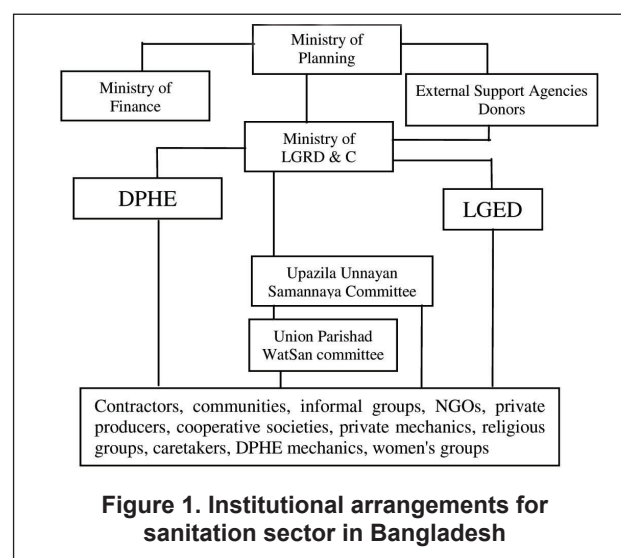 Ministry of
Planning
Ministry of
Finance
External Support Agencies
Donors
Ministry of
LGRD & C
DPHE
LGED
Upazila Unnayan
Samannaya Committee
Union Parishad
WatSan committee
Contractors, communities, informal groups, NGOs, private
producers, cooperative societies, private mechanics, religious
groups, caretakers, DPHE mechanics, women's groups
Figure 1. Institutional arrangements for
sanitation sector in Bangladesh